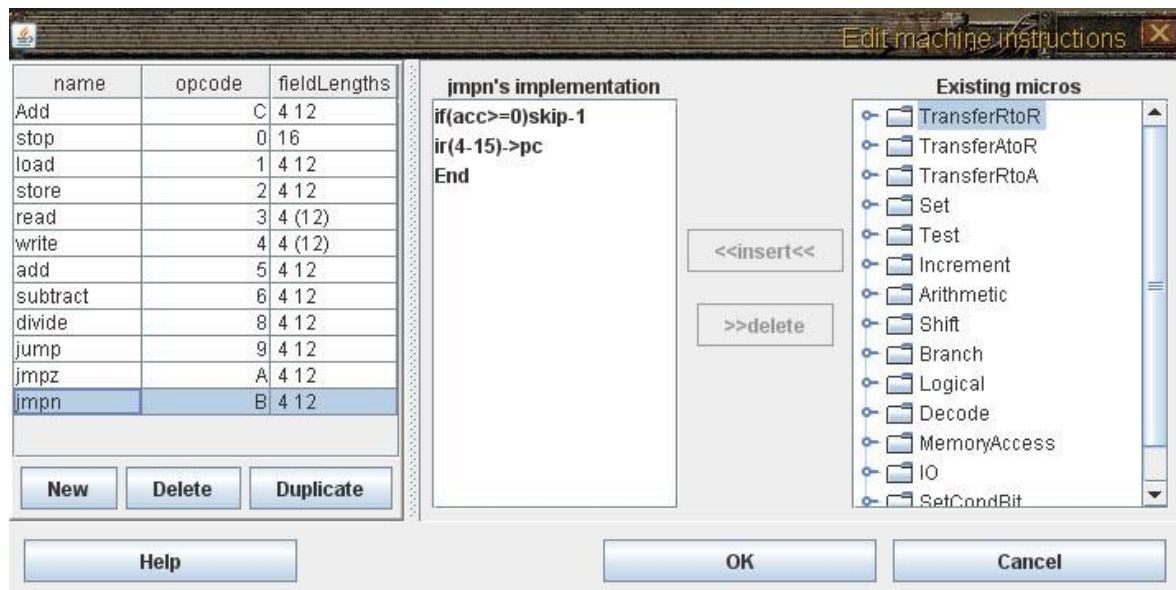 Edit machine instructions
name opcode fieldLengths
Add C 4 12
stop 0 16
load 1 4 12
store 2 4 12
read 3 4 (12)
write 4 4 (12)
add 5 4 12
subtract 6 4 12
divide 8 4 12
jump 9 4 12
jmpz A 4 12
jmpn B 4 12
New Delete Duplicate
jmpn's implementation
if(acc>=0)skip-1
ir(4-15)->pc
End
<<insert<<
>>delete
Existing micros
TransferRtoR
TransferAtoR
TransferRtoA
Set
Test
Increment
Arithmetic
Shift
Branch
Logical
Decode
MemoryAccess
IO
SetCondBit
Help OK Cancel